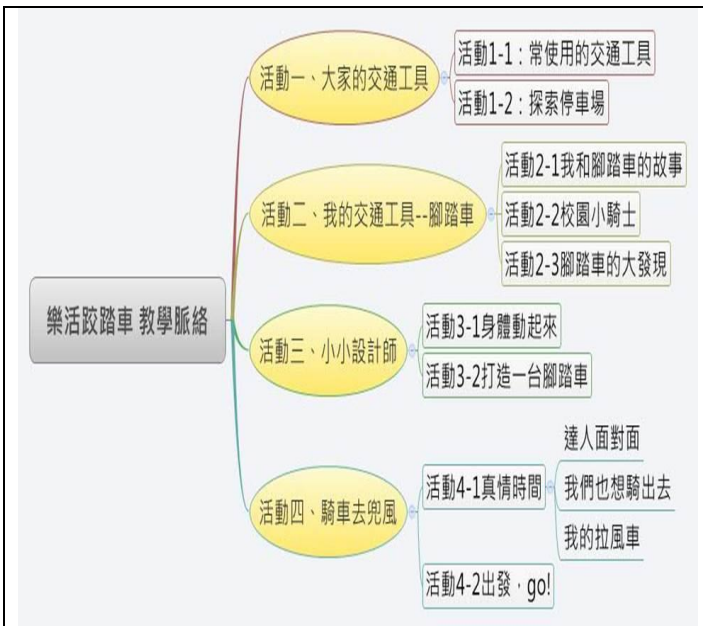 樂活跤踏車 教學脈絡
活動一、大家的交通工具
活動1-1：常使用的交通工具
活動1-2：探索停車場
活動二、我的交通工具--腳踏車
活動2-1我和腳踏車的故事
活動2-2校園小騎士
活動2-3腳踏車的大發現
活動三、小小設計師
活動3-1身體動起來
活動3-2打造一台腳踏車
活動四、騎車去兜風
活動4-1真情時間
達人面對面
我們也想騎出去
我的拉風車
活動4-2出發，go!